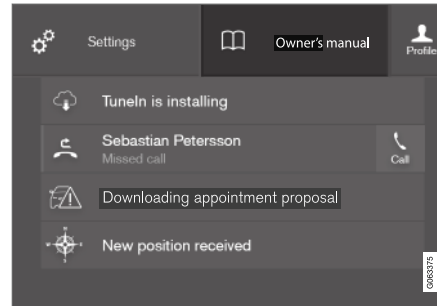 Settings
Owner's manual
Profile
TuneIn is installing
Sebastian Petersson
Missed call
Call
Downloading appointment proposal
New position received
G063375